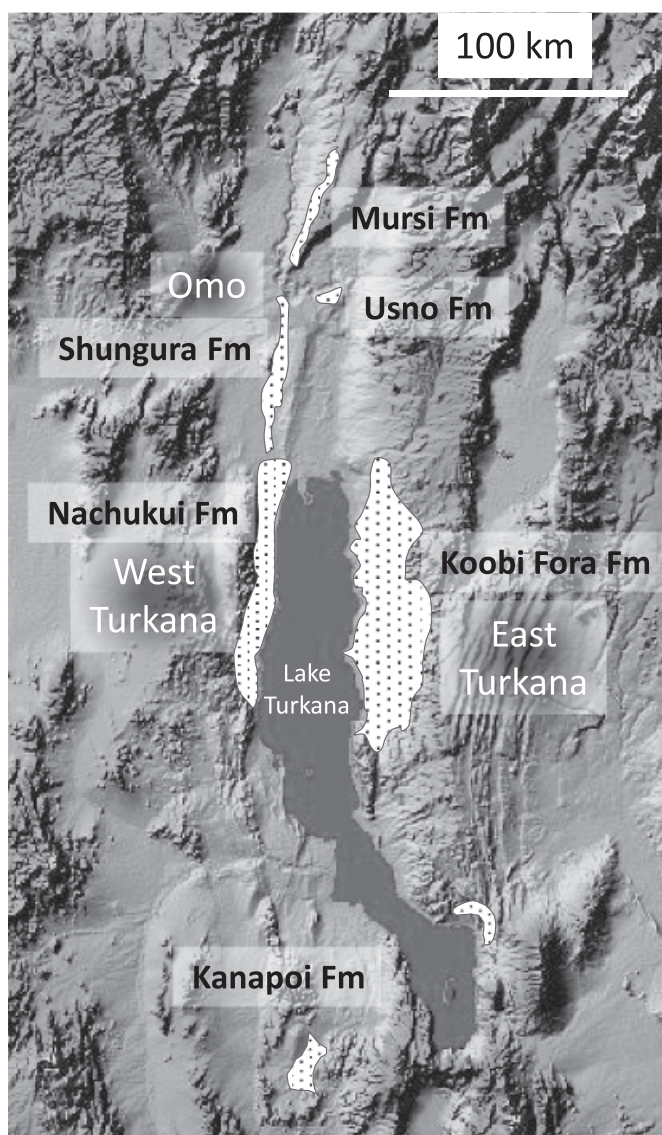 100 km
Mursi Fm
Omo
Usno Fm
Shungura Fm
Nachukui Fm
West
Turkana
Koobi Fora Fm
East
Turkana
Lake
Turkana
Kanapoi Fm